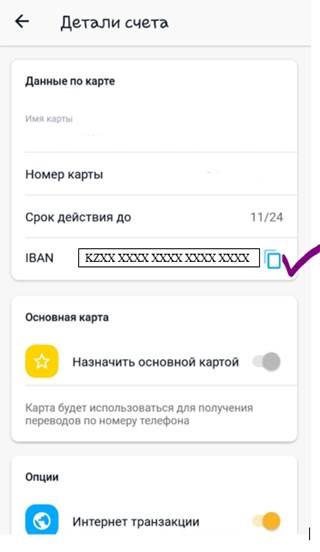 Детали счета
Данные по карте
Имя карты
Номер карты
Срок действия до 11/24
IBAN KZXX XXXX XXXX XXXX XXXX
Основная карта
Назначить основной картой
Карта будет использоваться для получения
переводов по номеру телефона
Опции
Интернет транзакции